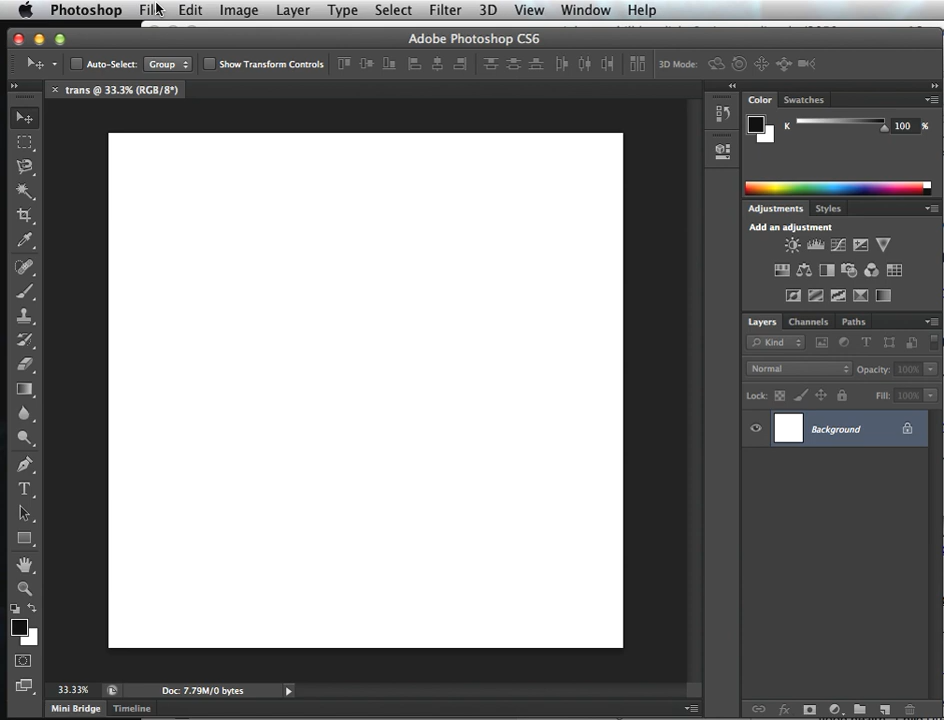 Photoshop File Edit Image Layer Type Select Filter 3D View Window Help
Adobe Photoshop CS6
Auto-Select: Group Show Transform Controls 3D Mode:
× trans @ 33.3% (RGB/8*)
Color Swatches
K 100 %
Adjustments Styles
Add an adjustment
Layers Channels Paths
Kind
Normal Opacity: 100%
Lock: Fill: 100%
Background
33.33% Doc: 7.79M/0 bytes
Mini Bridge Timeline